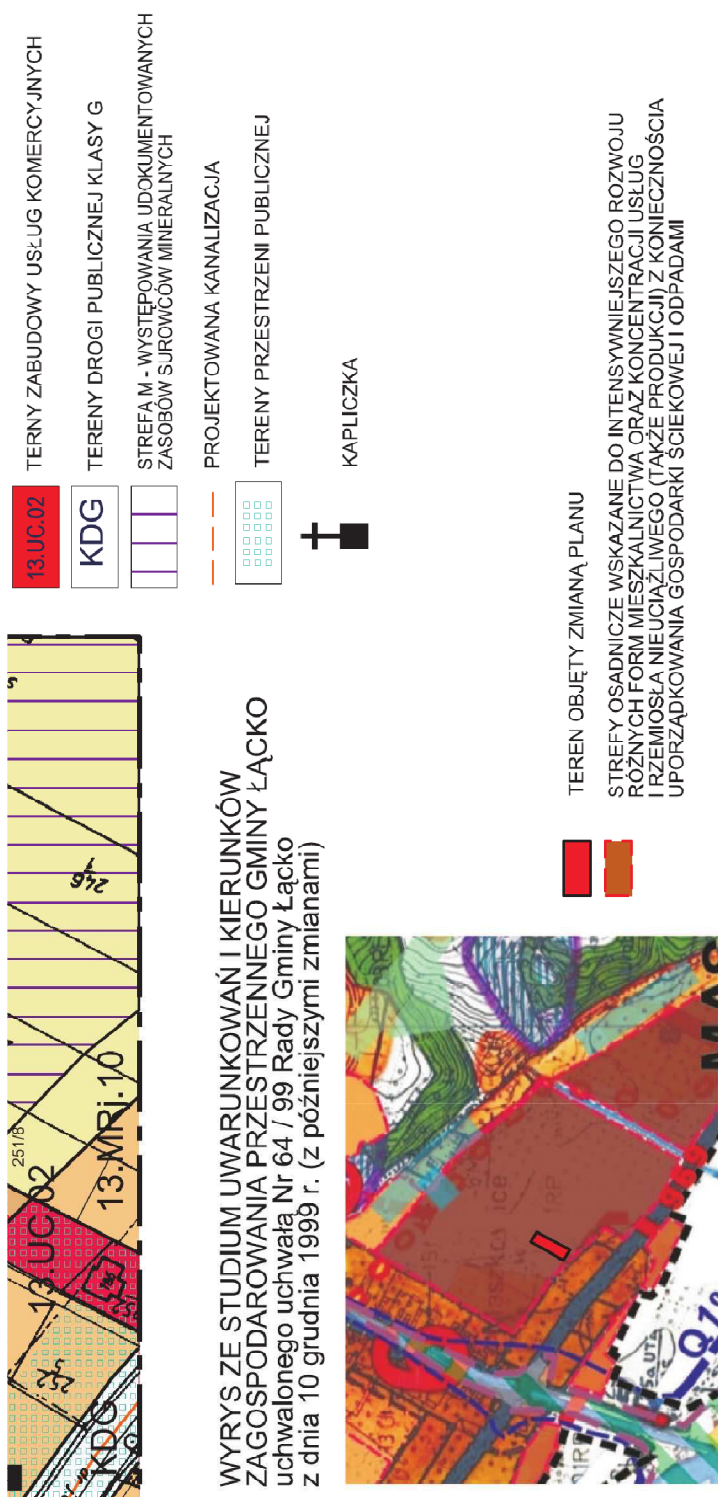 13.UC.02
TERNY ZABUDOWY USŁUG KOMERCYJNYCH
KDG
TERENY DROGI PUBLICZNEJ KLASY G
STREFA M - WYSTĘPOWANIA UDOKUMENTOWANYCH
ZASOBÓW SUROWCÓW MINERALNYCH
PROJEKTOWANA KANALIZACJA
TERENY PRZESTRZENI PUBLICZNEJ
KAPLICZKA
251/8
13.UC.02
13.MRj.10
KDG
WYRYS ZE STUDIUM UWARUNKOWAŃ I KIERUNKÓW
ZAGOSPODAROWANIA PRZESTRZENNEGO GMINY ŁĄCKO
uchwalonego uchwałą Nr 64 / 99 Rady Gminy Łącko
z dnia 10 grudnia 1999 r. (z późniejszymi zmianami)
969
TEREN OBJĘTY ZMIANĄ PLANU
STREFY OSADNICZE WSKAZANE DO INTENSYWNIEJSZEGO ROZWOJU
RÓŻNYCH FORM MIESZKALNICTWA ORAZ KONCENTRACJI USŁUG
I RZEMIOSŁA NIEUCIĄŻLIWEGO (TAKŻE PRODUKCJI) Z KONIECZNOŚCIĄ
UPORZĄDKOWANIA GOSPODARKI ŚCIEKOWEJ I ODPADAMI